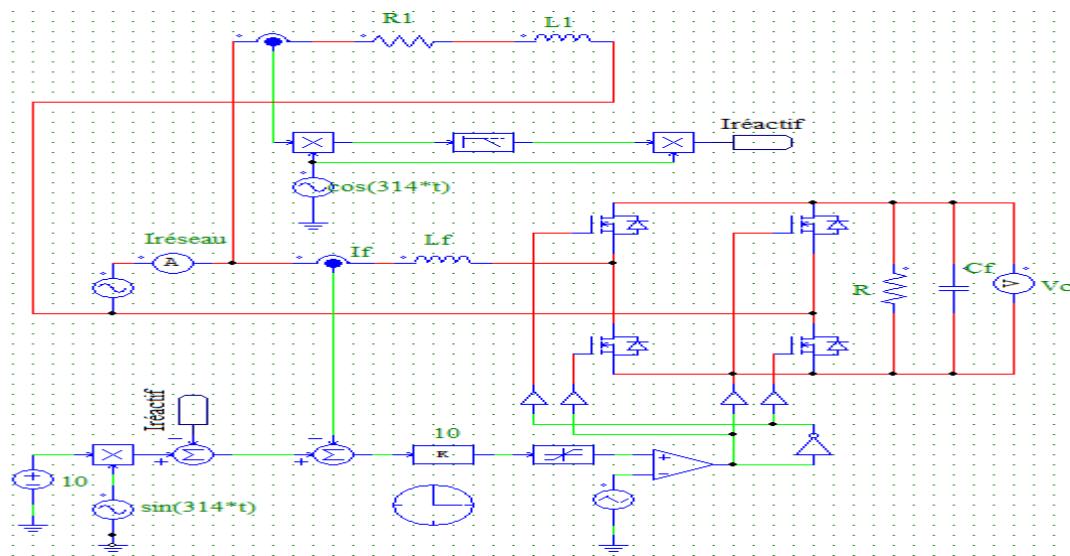 R1
L1
Iréactif
cos(314*t)
Iréseau
A
If
Lf
R
Cf
V
Vc
Iréactif
10
K
10
sin(314*t)